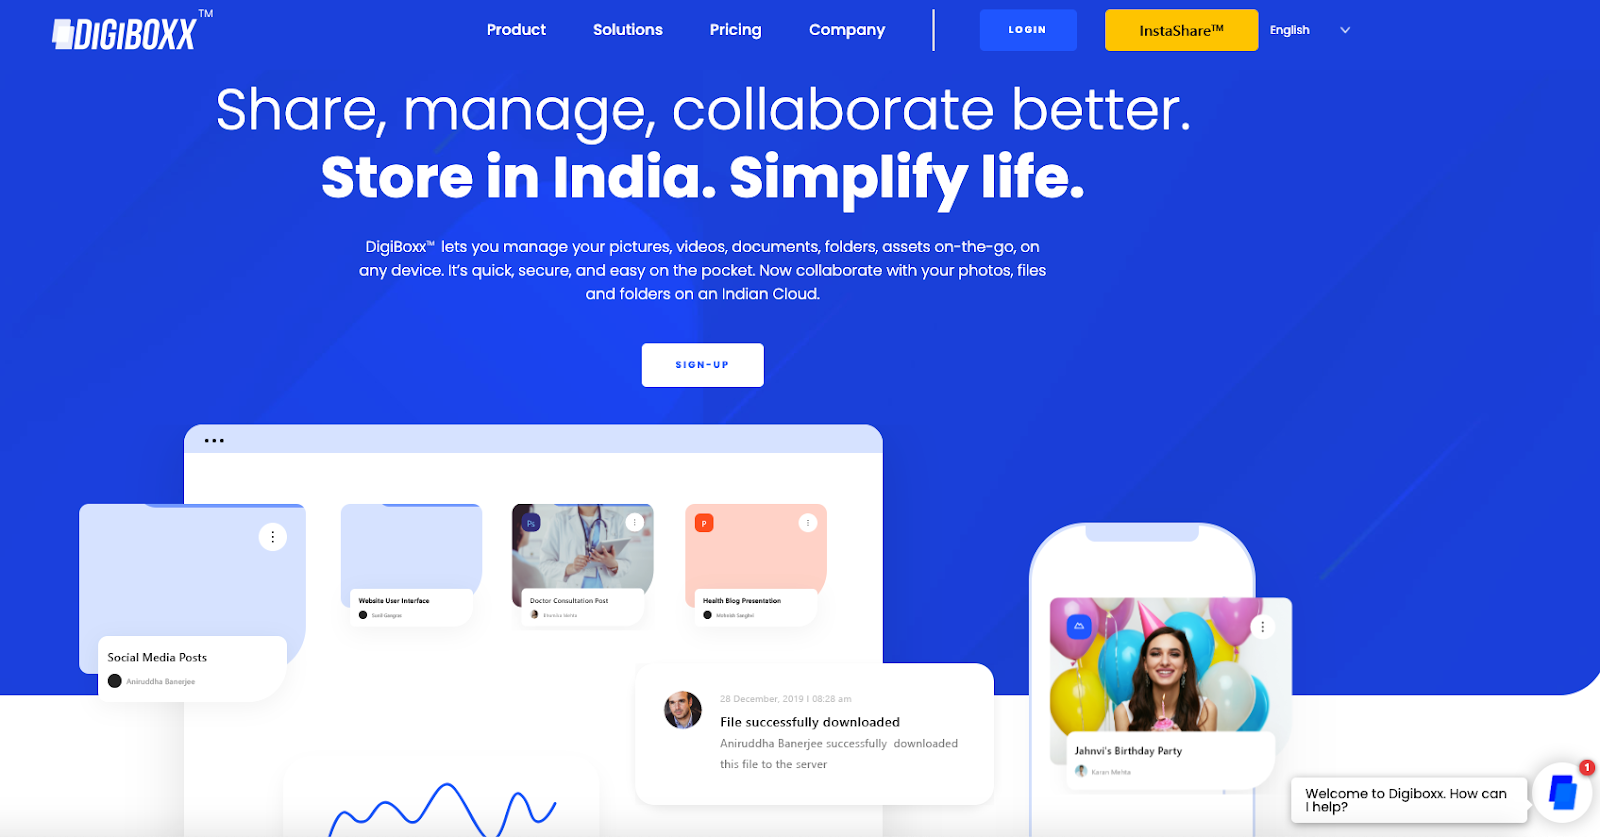 DIGIBOXX™
Product
Solutions
Pricing
Company
LOGIN
InstaShare™
English
Share, manage, collaborate better.
Store in India. Simplify life.
DigiBoxx™ lets you manage your pictures, videos, documents, folders, assets on-the-go, on
any device. It's quick, secure, and easy on the pocket. Now collaborate with your photos, files
and folders on an Indian Cloud.
SIGN-UP
Social Media Posts
Aniruddha Banerjee
Website User Interface
Ps
Doctor Consultation Post
P
Health Blog Presentation
28 December, 2019 I 08:28 am
File successfully downloaded
Aniruddha Banerjee successfully downloaded
this file to the server
Jahnvi's Birthday Party
Karan Mehta
Welcome to Digiboxx. How can
I help?
1